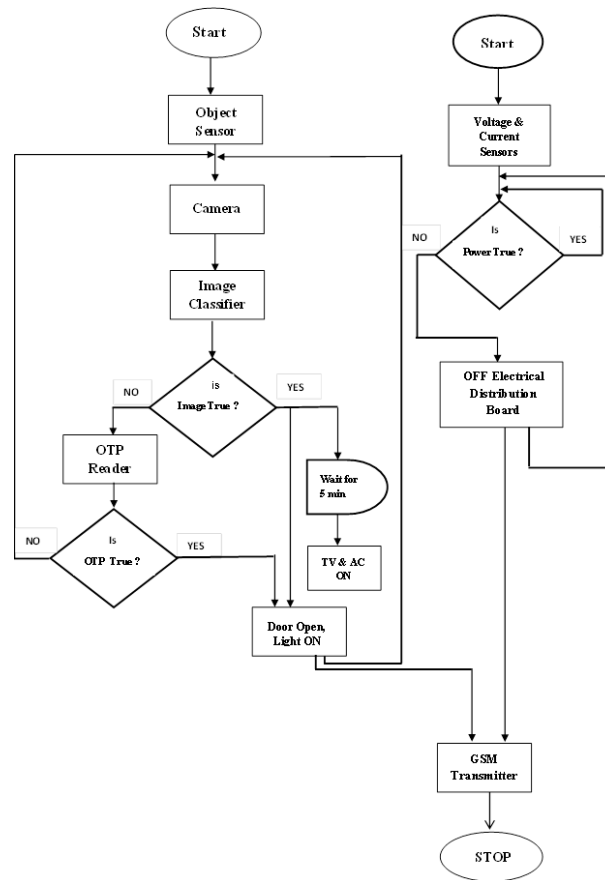 Start
Object
Sensor
Camera
Image
Classifier
is
Image True ?
NO
YES
OTP
Reader
Wait for
5 min
Is
OTP True ?
NO
YES
TV & AC
ON
Door Open,
Light ON
Start
Voltage &
Current
Sensors
Is
Power True ?
NO
YES
OFF Electrical
Distribution
Board
GSM
Transmitter
STOP